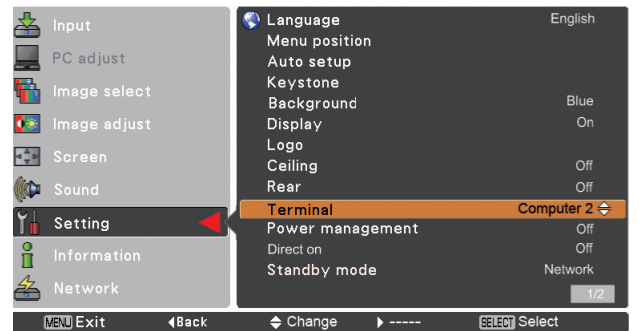 Input
PC adjust
Image select
Image adjust
Screen
Sound
Setting
Information
Network
Language English
Menu position
Auto setup
Keystone
Background Blue
Display On
Logo
Ceiling Off
Rear Off
Terminal Computer 2
Power management Off
Direct on Off
Standby mode Network
1/2
MENU Exit Back Change ----- SELECT Select